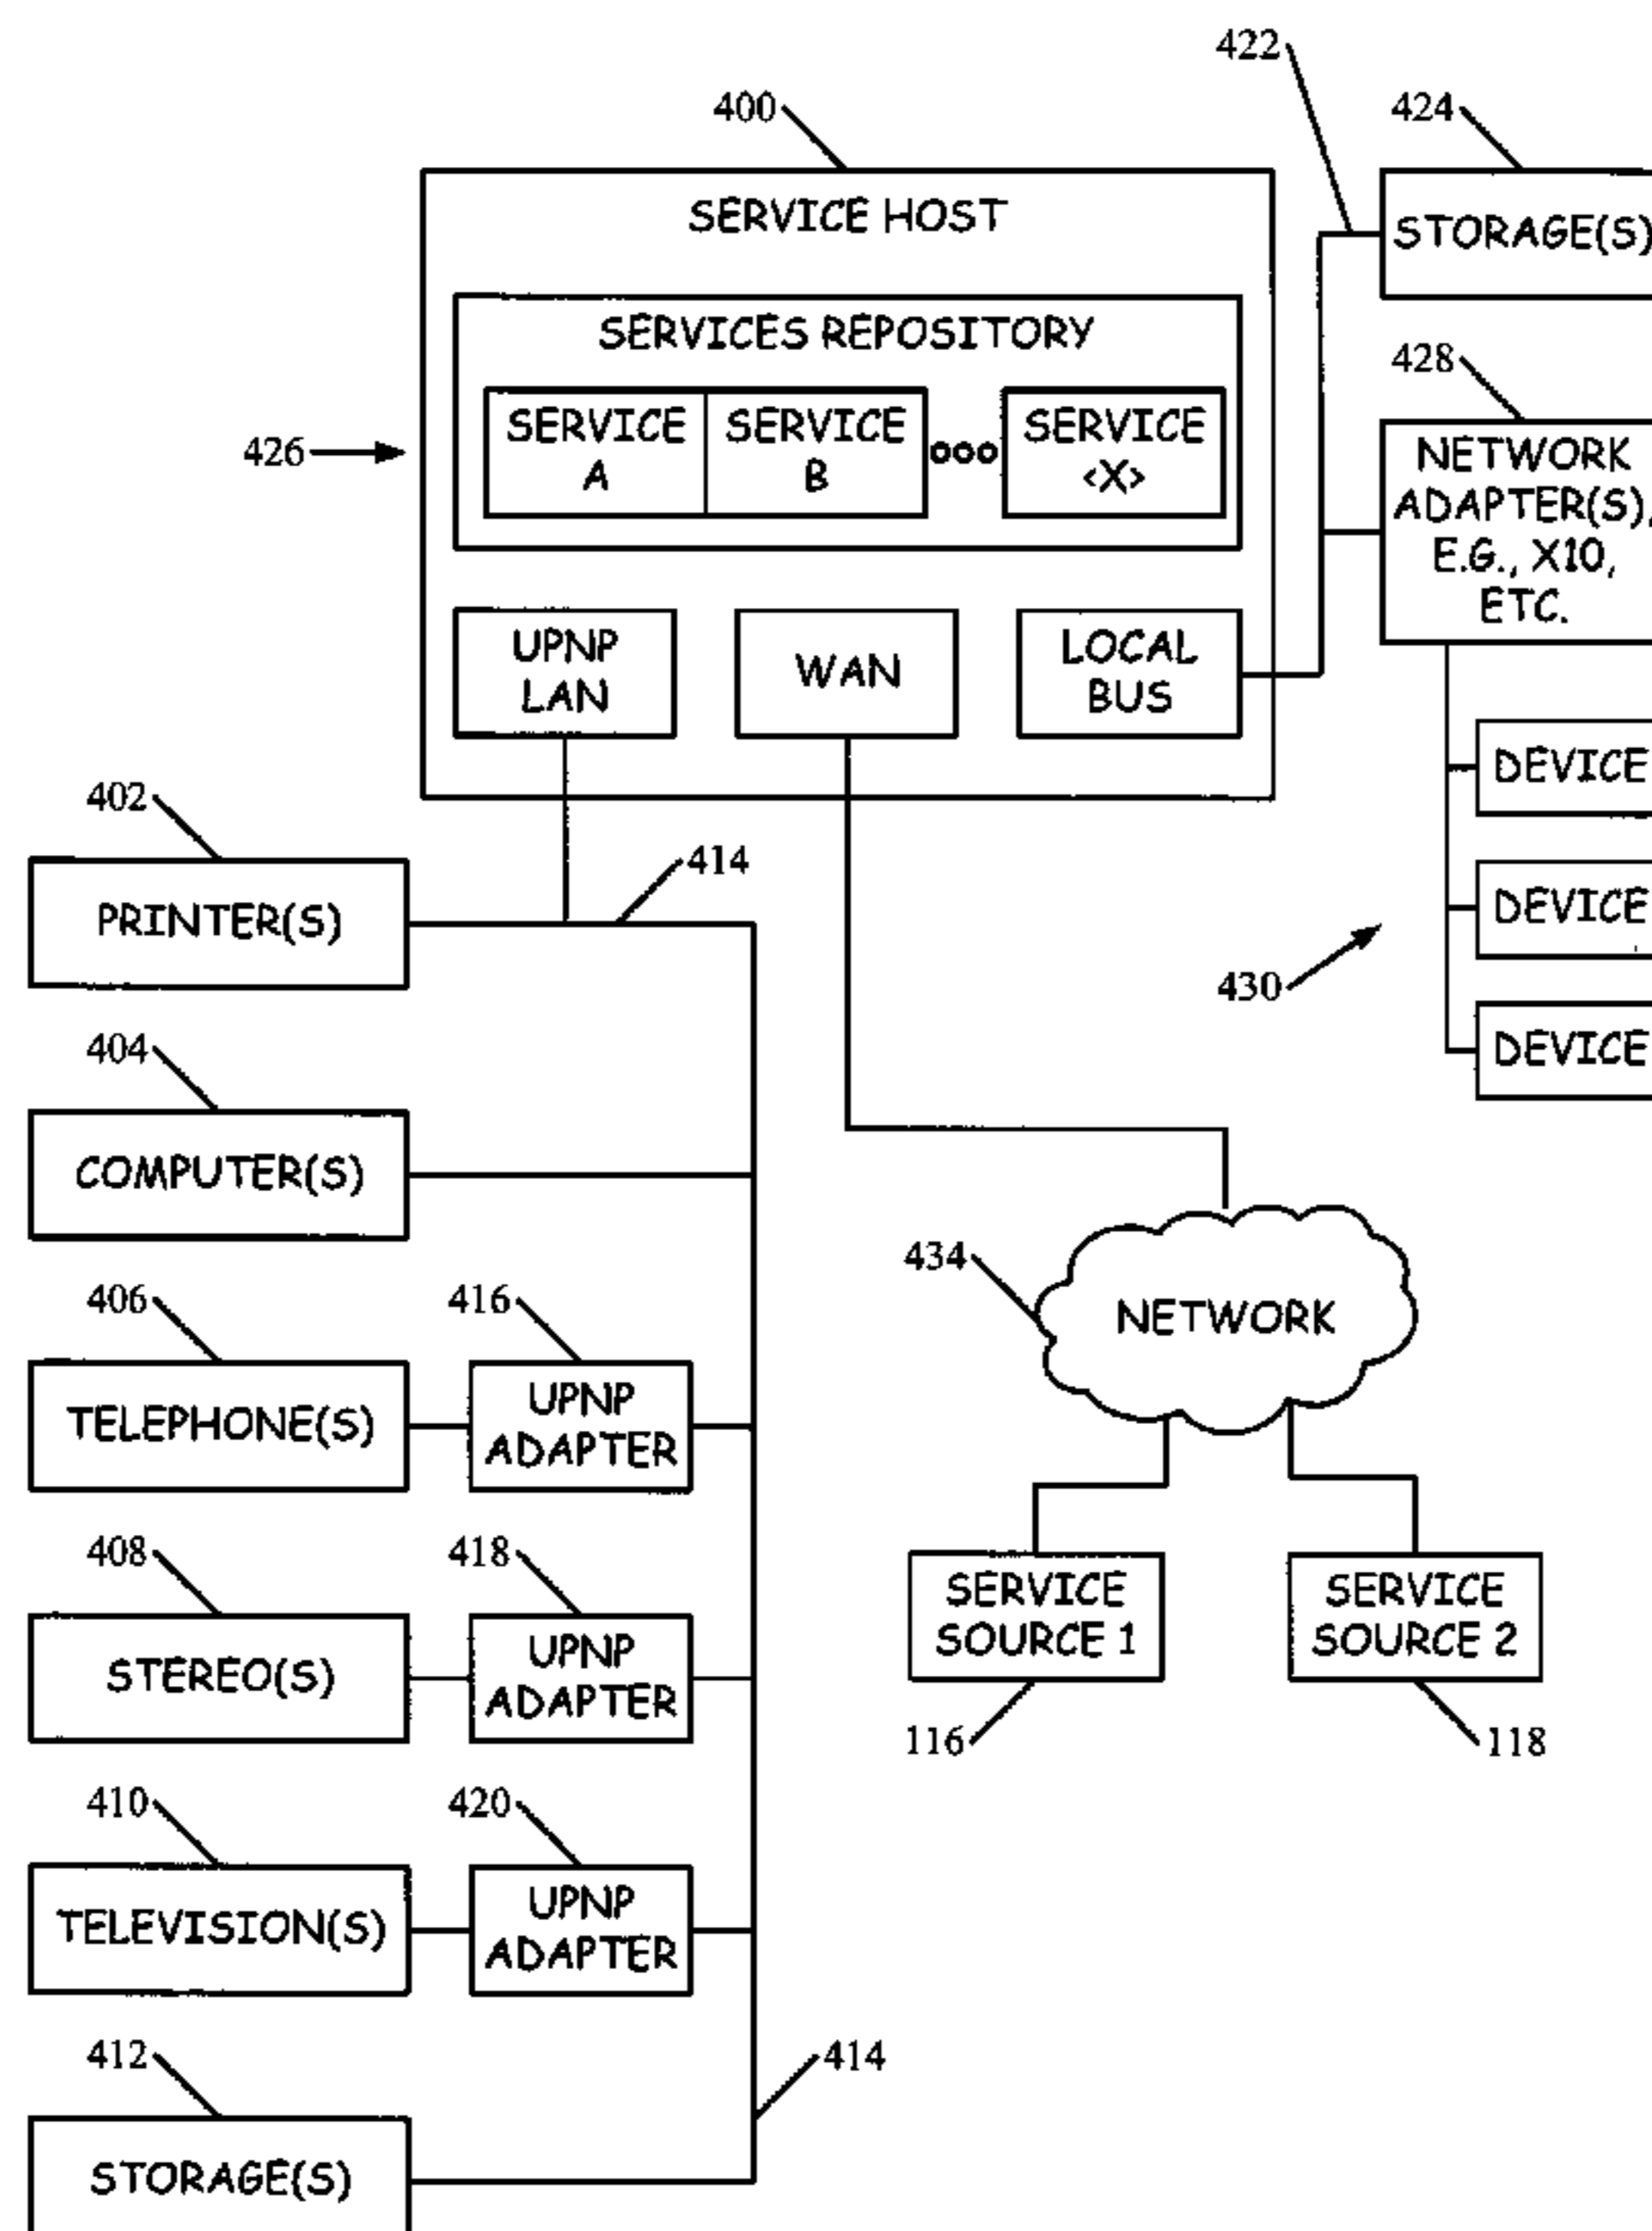 422
400
424
SERVICE HOST
STORAGE(S)
SERVICES REPOSITORY
428
SERVICE
A
SERVICE
B
ooo
SERVICE
<X>
426
NETWORK
ADAPTER(S),
E.G., X10,
ETC.
UPNP
LAN
WAN
LOCAL
BUS
DEVICE
402
414
PRINTER(S)
DEVICE
430
404
DEVICE
COMPUTER(S)
434
NETWORK
406
416
TELEPHONE(S)
UPNP
ADAPTER
408
418
STEREO(S)
UPNP
ADAPTER
SERVICE
SOURCE 1
SERVICE
SOURCE 2
116
118
410
420
TELEVISION(S)
UPNP
ADAPTER
412
414
STORAGE(S)